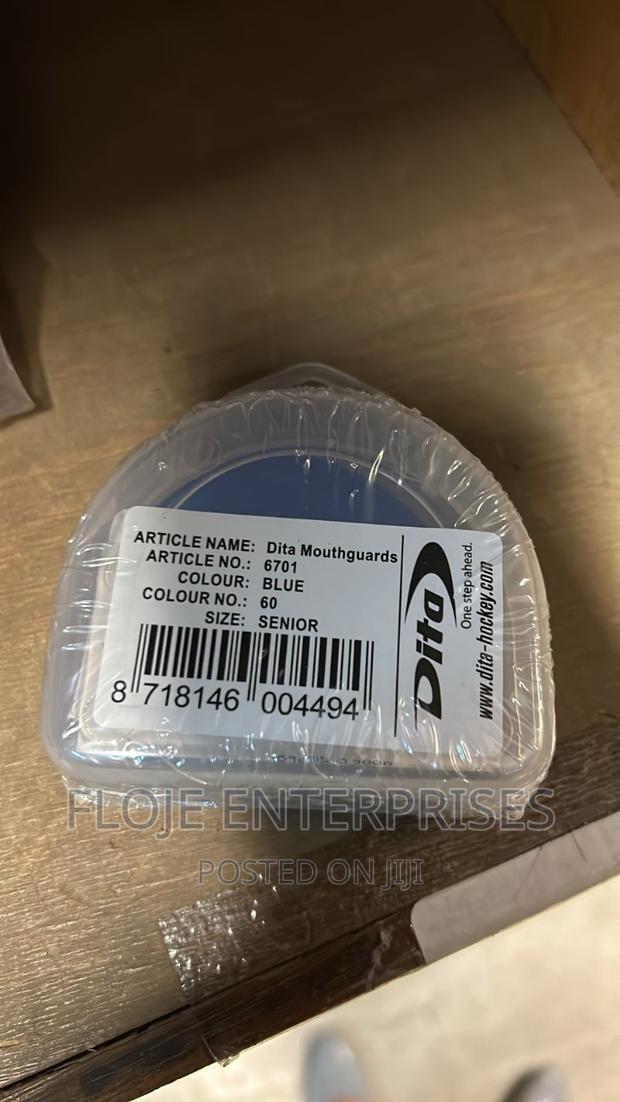 ARTICLE NAME: Dita Mouthguards
ARTICLE NO.: 6701
COLOUR: BLUE
COLOUR NO.: 60
SIZE: SENIOR
8 718146 004494
Dita
One step ahead.
www.dita-hockey.com
FLOJE ENTERPRISES
POSTED ON JIJI